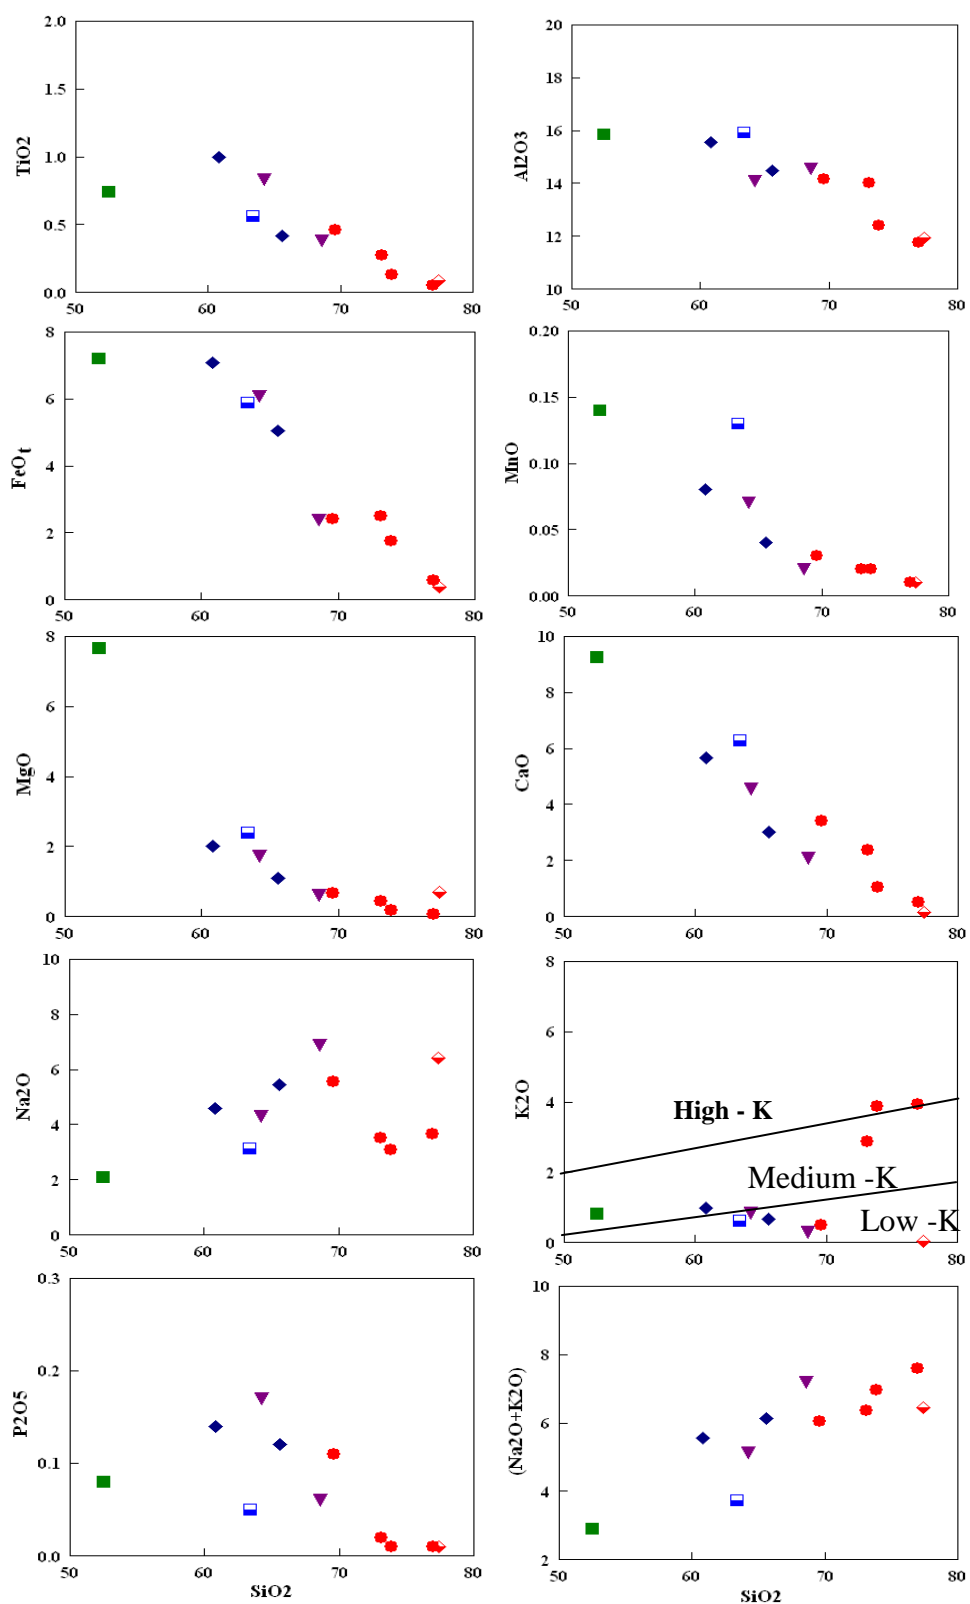 2.0
1.5
1.0
0.5
0.0
TiO2
50 60 70 80
20
18
16
14
12
10
Al2O3
50 60 70 80
8
6
4
2
0
FeOt
50 60 70 80
0.20
0.15
0.10
0.05
0.00
MnO
50 60 70 80
8
6
4
2
0
MgO
50 60 70 80
10
8
6
4
2
0
CaO
50 60 70 80
10
8
6
4
2
0
Na2O
50 60 70 80
8
6
4
2
0
K2O
High - K
Medium -K
Low -K
50 60 70 80
0.3
0.2
0.1
0.0
P2O5
50 60 70 80
SiO2
10
8
6
4
2
(Na2O+K2O)
50 60 70 80
SiO2